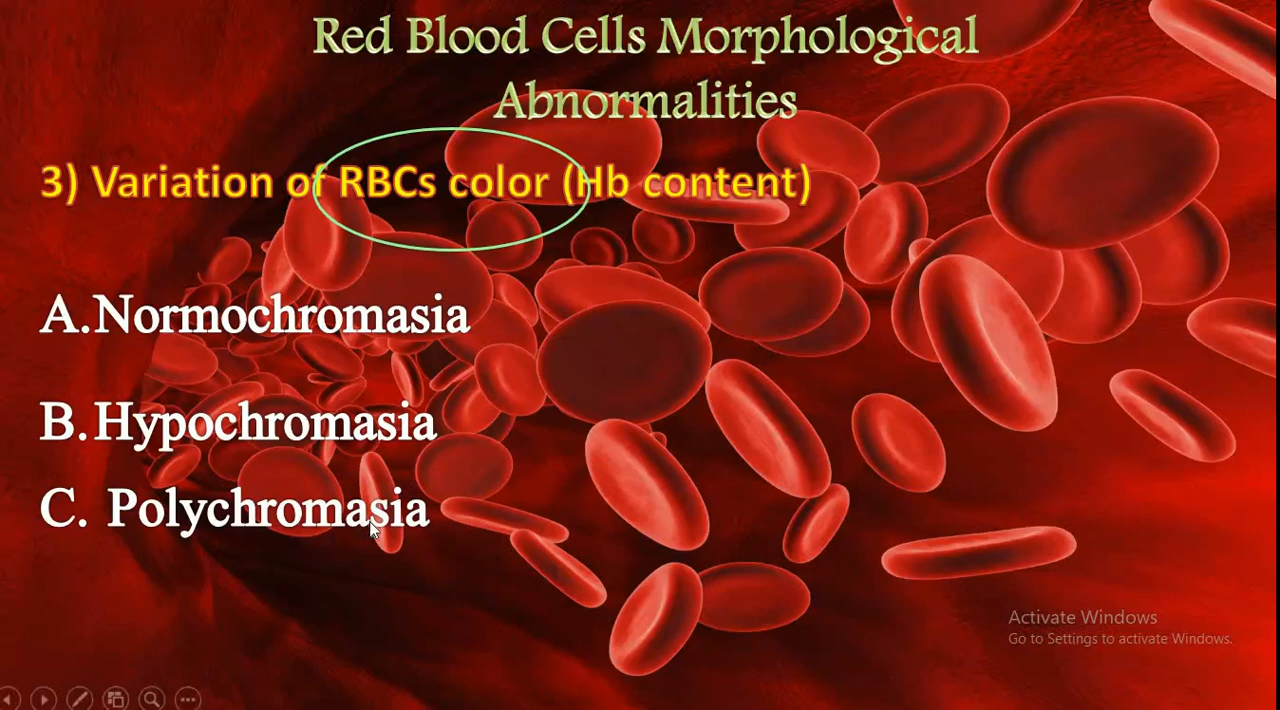 Red Blood Cells Morphological
Abnormalities
3) Variation of RBCs color (Hb content)
A.Normochromasia
B.Hypochromasia
C. Polychromasia
Activate Windows
Go to Settings to activate Windows.